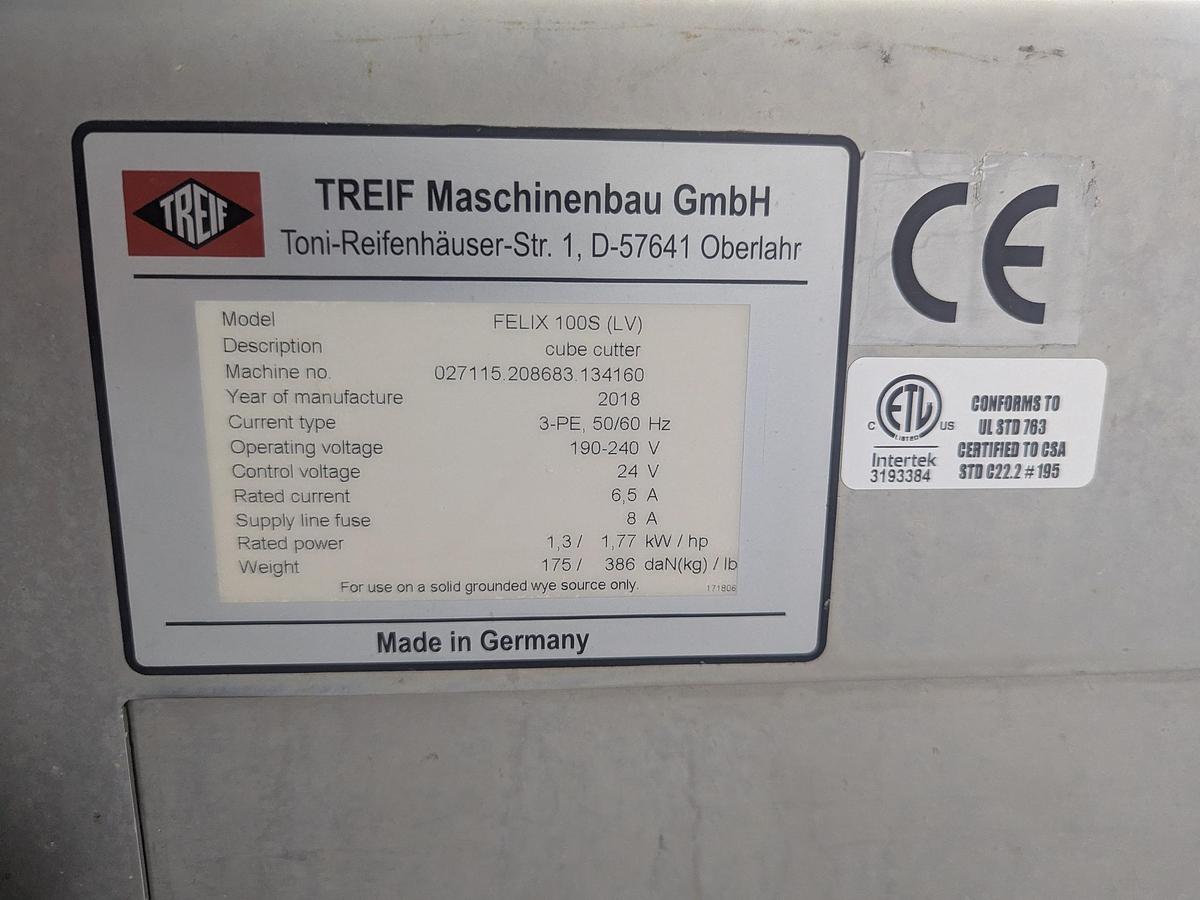 TREIF
TREIF Maschinenbau GmbH
Toni-Reifenhäuser-Str. 1, D-57641 Oberlahr
Model FELIX 100S (LV)
Description cube cutter
Machine no. 027115.208683.134160
Year of manufacture 2018
Current type 3-PE, 50/60 Hz
Operating voltage 190-240 V
Control voltage 24 V
Rated current 6,5 A
Supply line fuse 8 A
Rated power 1,3 / 1,77 kW / hp
Weight 175 / 386 daN(kg) / lb
For use on a solid grounded wye source only. 171806
Made in Germany
CE
ETL
LISTED
C US
Intertek
3193384
CONFORMS TO
UL STD 763
CERTIFIED TO CSA
STD C22.2 # 195